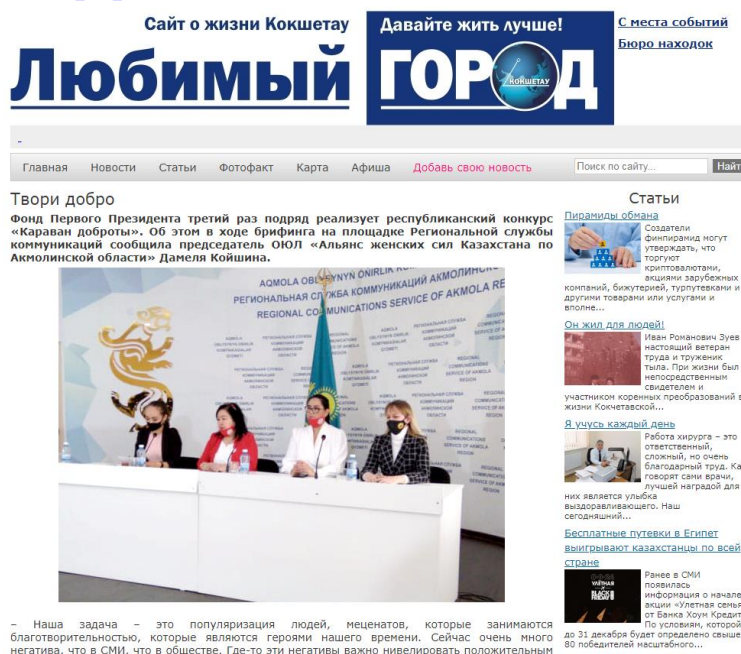 Сайт о жизни Кокшетау
Любимый
Давайте жить лучше!
ГОРОД
КОКШЕТАУ
С места событий
Бюро находок
Главная Новости Статьи Фотофакт Карта Афиша Добавь свою новость Поиск по сайту... Найт
Твори добро
Фонд Первого Президента третий раз подряд реализует республиканский конкурс
«Караван доброты». Об этом в ходе брифинга на площадке Региональной службы
коммуникаций сообщила председатель ОЮЛ «Альянс женских сил Казахстана по
Акмолинской области» Дамеля Койшина.
AQMOLA OBLYSYNYŃ ÓŃIRLIK
РЕГИОНАЛЬНАЯ СЛУЖБА КОММУНИКАЦИЙ АКМОЛИНСК
REGIONAL COMMUNICATIONS SERVICE OF AKMOLA RE
– Наша задача – это популяризация людей, меценатов, которые занимаются
благотворительностью, которые являются героями нашего времени. Сейчас очень много
негатива, что в СМИ, что в обществе. Где-то эти негативы важно нивелировать положительным
Статьи
Пирамиды обмана
Создатели
финпирамид могут
утверждать, что
торгуют
криптовалютами,
акциями зарубежных
компаний, бижутерией, турпутевками и
другими товарами или услугами и
вполне...
Он жил для людей!
Иван Романович Зуев
настоящий ветеран
труда и труженик
тыла. При жизни был
непосредственным
свидетелем и
участником коренных преобразований в
жизни Кокчетавской...
Я учусь каждый день
Работа хирурга – это
ответственный,
сложный, но очень
благодарный труд. Ка
говорят сами врачи,
лучшей наградой для
них является улыбка
выздоравливающего. Наш
сегодняшний...
Бесплатные путевки в Египет
выигрывают казахстанцы по всей
стране
УЛЁТНАЯ
BLACK
FRIDAY
Ранее в СМИ
появилась
информация о начале
акции «Улетная семья
от Банка Хоум Кредит
По условиям, которой
до 31 декабря будет определено свыше
80 победителей масштабного...